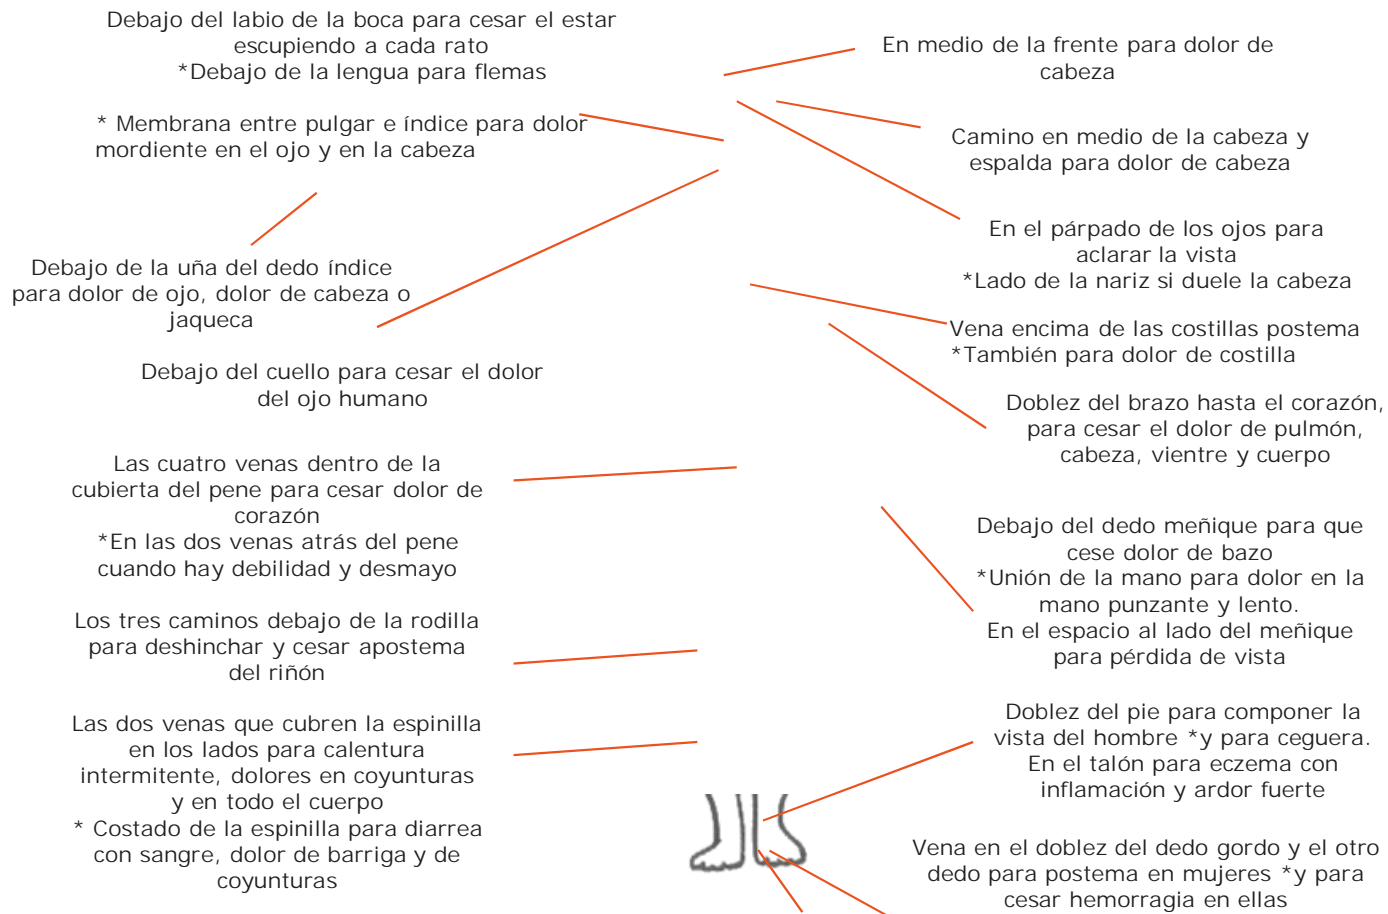 Debajo del labio de la boca para cesar el estar
escupiendo a cada rato
*Debajo de la lengua para flemas
* Membrana entre pulgar e índice para dolor
mordiente en el ojo y en la cabeza
Debajo de la uña del dedo índice
para dolor de ojo, dolor de cabeza o
jaqueca
Debajo del cuello para cesar el dolor
del ojo humano
Las cuatro venas dentro de la
cubierta del pene para cesar dolor de
corazón
*En las dos venas atrás del pene
cuando hay debilidad y desmayo
Los tres caminos debajo de la rodilla
para deshinchar y cesar apostema
del riñón
Las dos venas que cubren la espinilla
en los lados para calentura
intermitente, dolores en coyunturas
y en todo el cuerpo
* Costado de la espinilla para diarrea
con sangre, dolor de barriga y de
coyunturas
En medio de la frente para dolor de
cabeza
Camino en medio de la cabeza y
espalda para dolor de cabeza
En el párpado de los ojos para
aclarar la vista
*Lado de la nariz si duele la cabeza
Vena encima de las costillas postema
*También para dolor de costilla
Doblez del brazo hasta el corazón,
para cesar el dolor de pulmón,
cabeza, vientre y cuerpo
Debajo del dedo meñique para que
cese dolor de bazo
*Unión de la mano para dolor en la
mano punzante y lento.
En el espacio al lado del meñique
para pérdida de vista
Doblez del pie para componer la
vista del hombre *y para ceguera.
En el talón para eczema con
inflamación y ardor fuerte
Vena en el doblez del dedo gordo y el otro
dedo para postema en mujeres *y para
cesar hemorragia en ellas